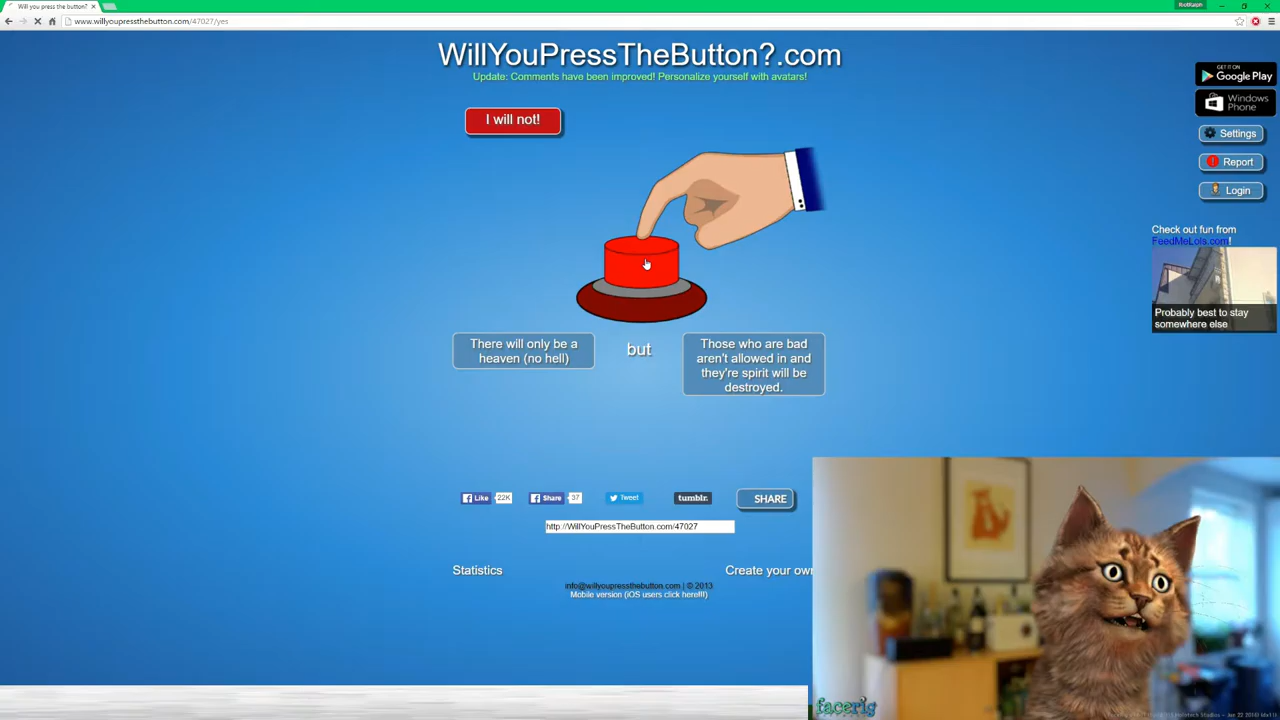 Will you press the button?
RiotRalph
www.willyoupressthebutton.com/47027/yes
WillYouPressTheButton?.com
Update: Comments have been improved! Personalize yourself with avatars!
GET IT ON
Google Play
Windows
Phone
I will not!
Settings
Report
Login
Check out fun from
FeedMeLols.com!
Probably best to stay
somewhere else
There will only be a
heaven (no hell)
but
Those who are bad
aren't allowed in and
they're spirit will be
destroyed.
Like 22K
Share 37
Tweet
tumblr.
SHARE
http://WillYouPressTheButton.com/47027
Statistics
Create your own
info@willyoupressthebutton.com | © 2013
Mobile version (iOS users click here!!!)
facerig